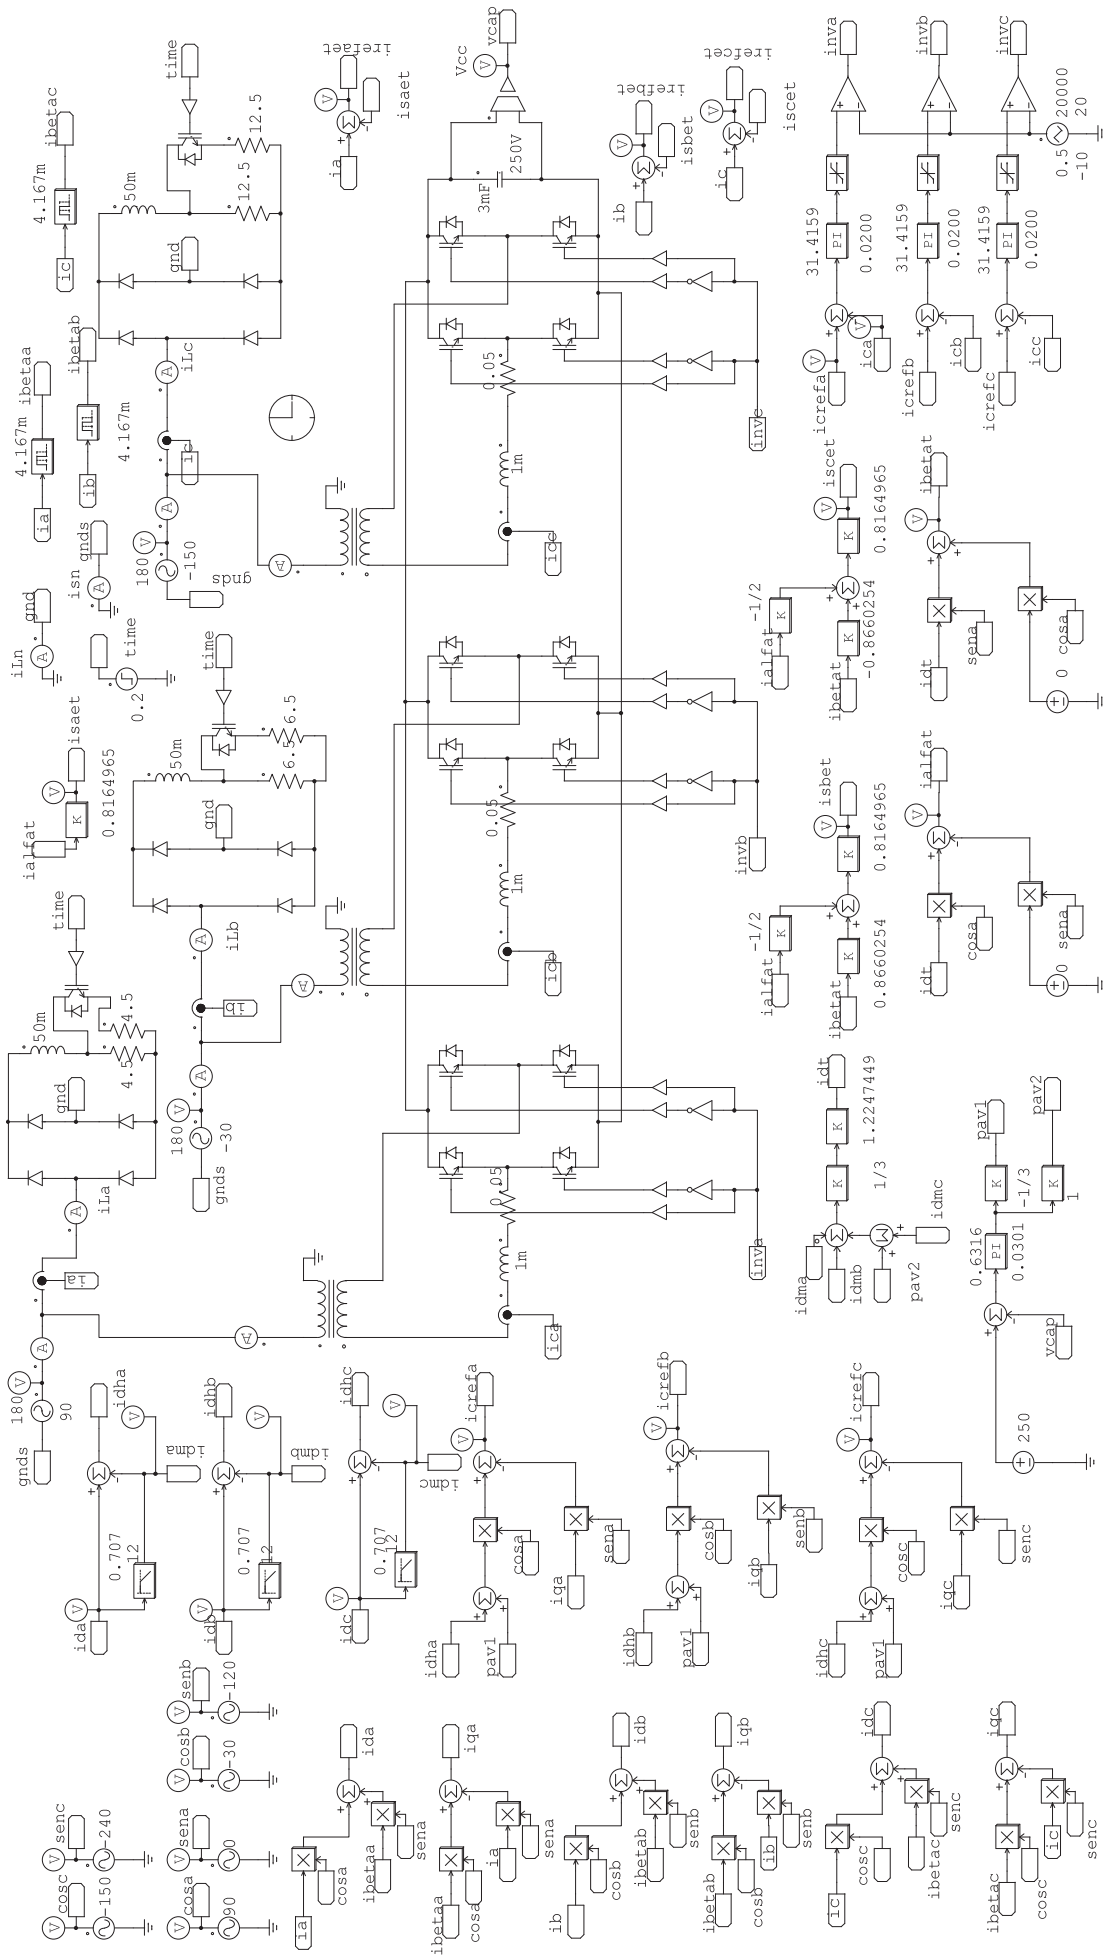 ibetac
4.167m
ic
ibetaa
4.167m
ia
ibetab
4.167m
ib
time
50m
12.5
12.5
gnd
iLc
A
ic
A
V
180
-150
gnds
A
isn
gnds
A
iLn
gnd
A
time
0.2
isaet
V
K
0.8164965
ialfat
time
50m
6.5
6.5
gnd
iLb
A
ib
A
V
180
-30
gnds
A
time
50m
4.5
4.5
gnd
iLa
A
ia
A
V
180
90
gnds
A
irefaet
V
isaet
Σ
ia
Vcc
vcap
V
3mF
250V
irefbet
V
isbet
Σ
ib
irefcet
V
iscet
Σ
ic
0.05
1m
icc
invc
0.05
1m
icb
invb
0.05
1m
ica
inva
inva
invb
invc
20000
20
0.5
-10
31.4159
PI
0.0200
31.4159
PI
0.0200
31.4159
PI
0.0200
icrefa
V
Σ
V
ica
icrefb
Σ
icb
icrefc
Σ
icc
iscet
V
K
0.8164965
-1/2
K
ialfat
Σ
K
-0.8660254
ibetat
ibetat
V
Σ
X
idt
sena
X
cosa
0
isbet
V
K
0.8164965
-1/2
K
ialfat
Σ
K
0.8660254
ibetat
ialfat
V
Σ
X
idt
cosa
X
sena
0
idt
K
1.2247449
K
1/3
Σ
Σ
idma
idmb
idmc
pav2
pav1
pav2
K
-1/3
K
1
0.6316
PI
0.0301
Σ
vcap
250
idha
V
Σ
idma
0.707
12
V
ida
idhb
V
Σ
idmb
0.707
12
V
idb
idhc
V
Σ
idmc
0.707
12
V
idc
icrefa
V
Σ
X
cosa
X
sena
iqa
Σ
idha
pav1
icrefb
V
Σ
X
cosb
X
senb
iqb
Σ
idhb
pav1
icrefc
V
Σ
X
cosc
X
senc
iqc
Σ
idhc
pav1
senb
V
-120
cosb
V
-30
senc
V
-240
cosc
V
-150
sena
V
0
cosa
V
90
ida
Σ
X
ia
cosa
X
ibetaa
sena
iqa
Σ
X
ibetaa
cosa
X
ia
sena
idb
Σ
X
ib
cosb
X
ibetab
senb
iqb
Σ
X
ibetab
cosb
X
ib
senb
idc
Σ
X
ic
cosc
X
ibetac
senc
iqc
Σ
X
ibetac
cosc
X
ic
senc